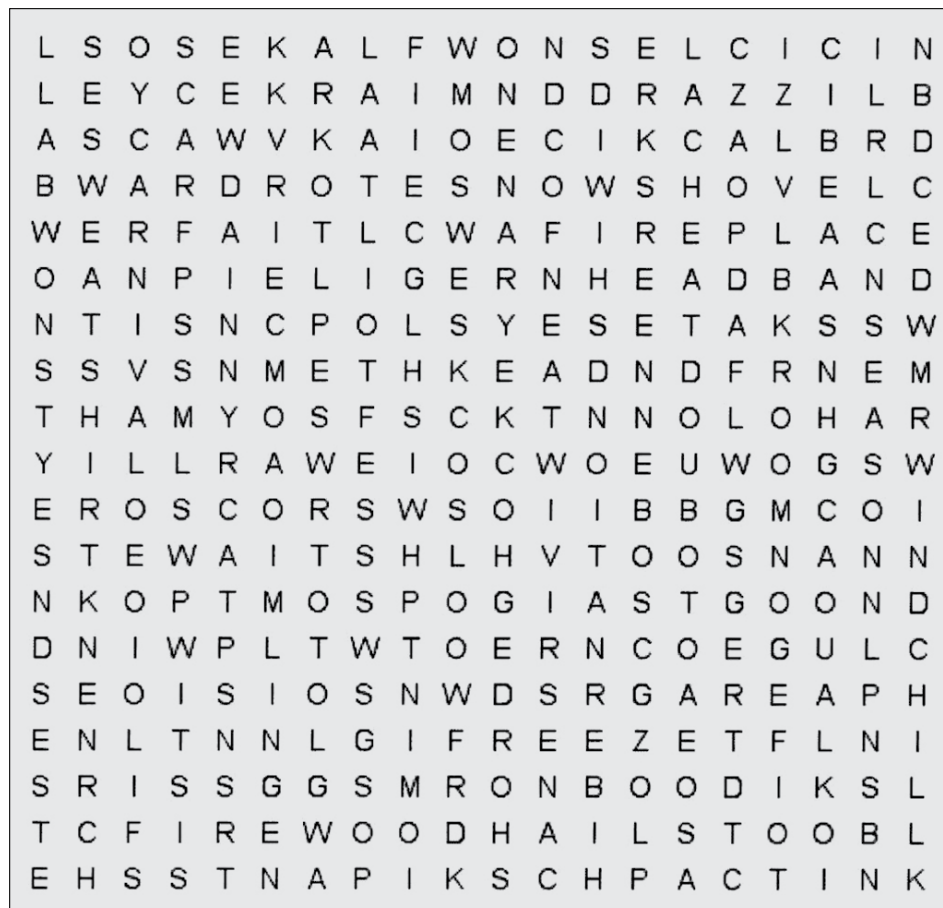 L S O S E K A L F W O N S E L C I C I N
L E Y C E K R A I M N D D R A Z Z I L B
A S C A W V K A I O E C I K C A L B R D
B W A R D R O T E S N O W S H O V E L C
W E R F A I T L C W A F I R E P L A C E
O A N P I E L I G E R N H E A D B A N D
N T I S N C P O L S Y E S E T A K S S W
S S V S N M E T H K E A D N D F R N E M
T H A M Y O S F S C K T N N O L O H A R
Y I L L R A W E I O C W O E U W O G S W
E R O S C O R S W S O I I B B G M C O I
S T E W A I T S H L H V T O O S N A N N
N K O P T M O S P O G I A S T G O O N D
D N I W P L T W T O E R N C O E G U L C
S E O I S I O S N W D S R G A R E A P H
E N L T N N L G I F R E E Z E T F L N I
S R I S S G G S M R O N B O O D I K S L
T C F I R E W O O D H A I L S T O O B L
E H S S T N A P I K S C H P A C T I N K